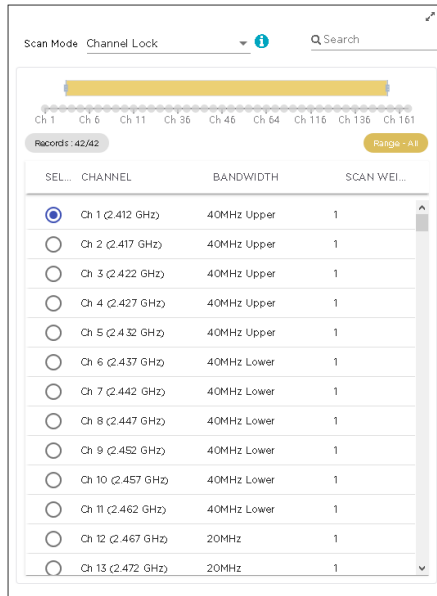 Scan Mode Channel Lock Search
Ch 1 Ch 6 Ch 11 Ch 36 Ch 46 Ch 64 Ch 116 Ch 136 Ch 161
Records : 42/42 Range - All
SEL... CHANNEL BANDWIDTH SCAN WEI...
Ch 1 (2.412 GHz) 40MHz Upper 1
Ch 2 (2.417 GHz) 40MHz Upper 1
Ch 3 (2.422 GHz) 40MHz Upper 1
Ch 4 (2.427 GHz) 40MHz Upper 1
Ch 5 (2.432 GHz) 40MHz Upper 1
Ch 6 (2.437 GHz) 40MHz Lower 1
Ch 7 (2.442 GHz) 40MHz Lower 1
Ch 8 (2.447 GHz) 40MHz Lower 1
Ch 9 (2.452 GHz) 40MHz Lower 1
Ch 10 (2.457 GHz) 40MHz Lower 1
Ch 11 (2.462 GHz) 40MHz Lower 1
Ch 12 (2.467 GHz) 20MHz 1
Ch 13 (2.472 GHz) 20MHz 1